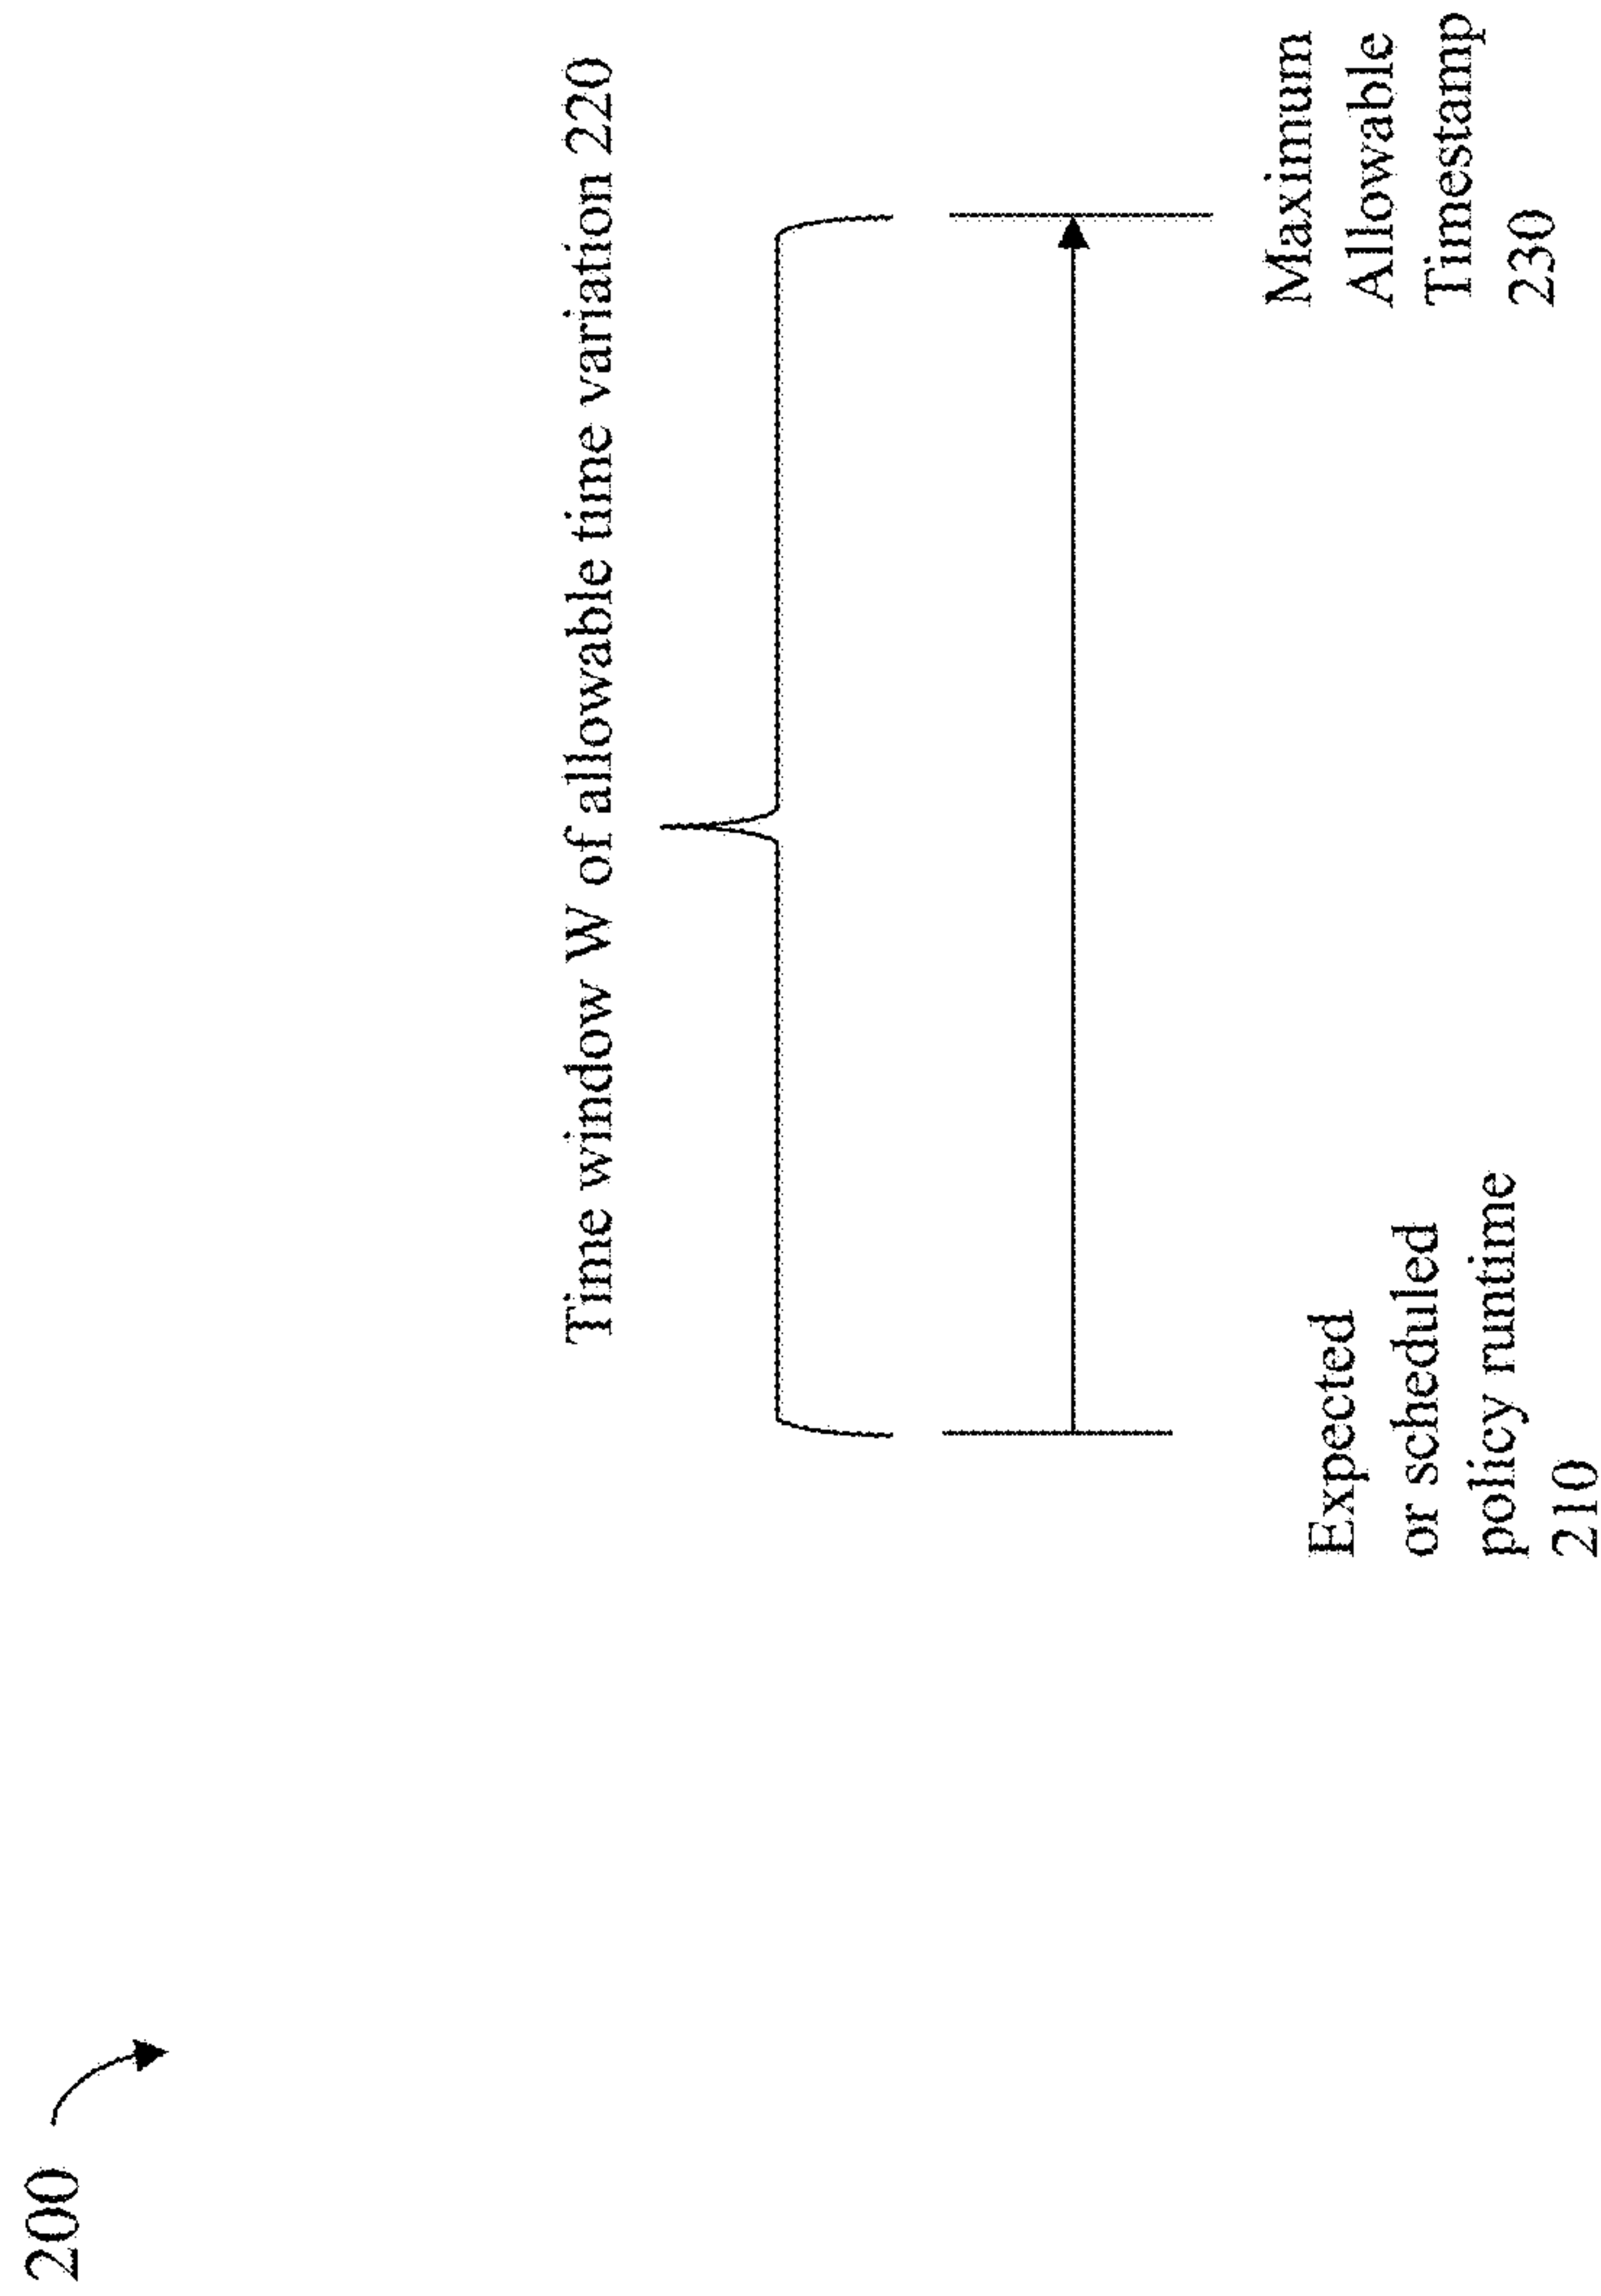 200
Time window W of allowable time variation 220
Expected
or scheduled
policy runtime
210
Maximum
Allowable
Timestamp
230